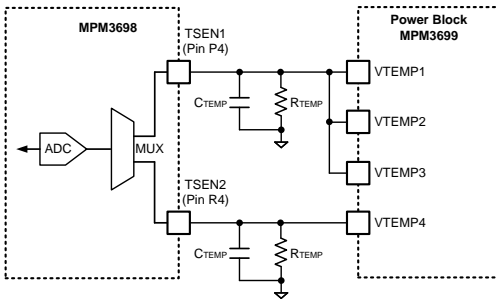 MPM3698
TSEN1
(Pin P4)
Power Block
MPM3699
VTEMP1
CTEMP
RTEMP
VTEMP2
ADC
MUX
VTEMP3
TSEN2
(Pin R4)
VTEMP4
CTEMP
RTEMP